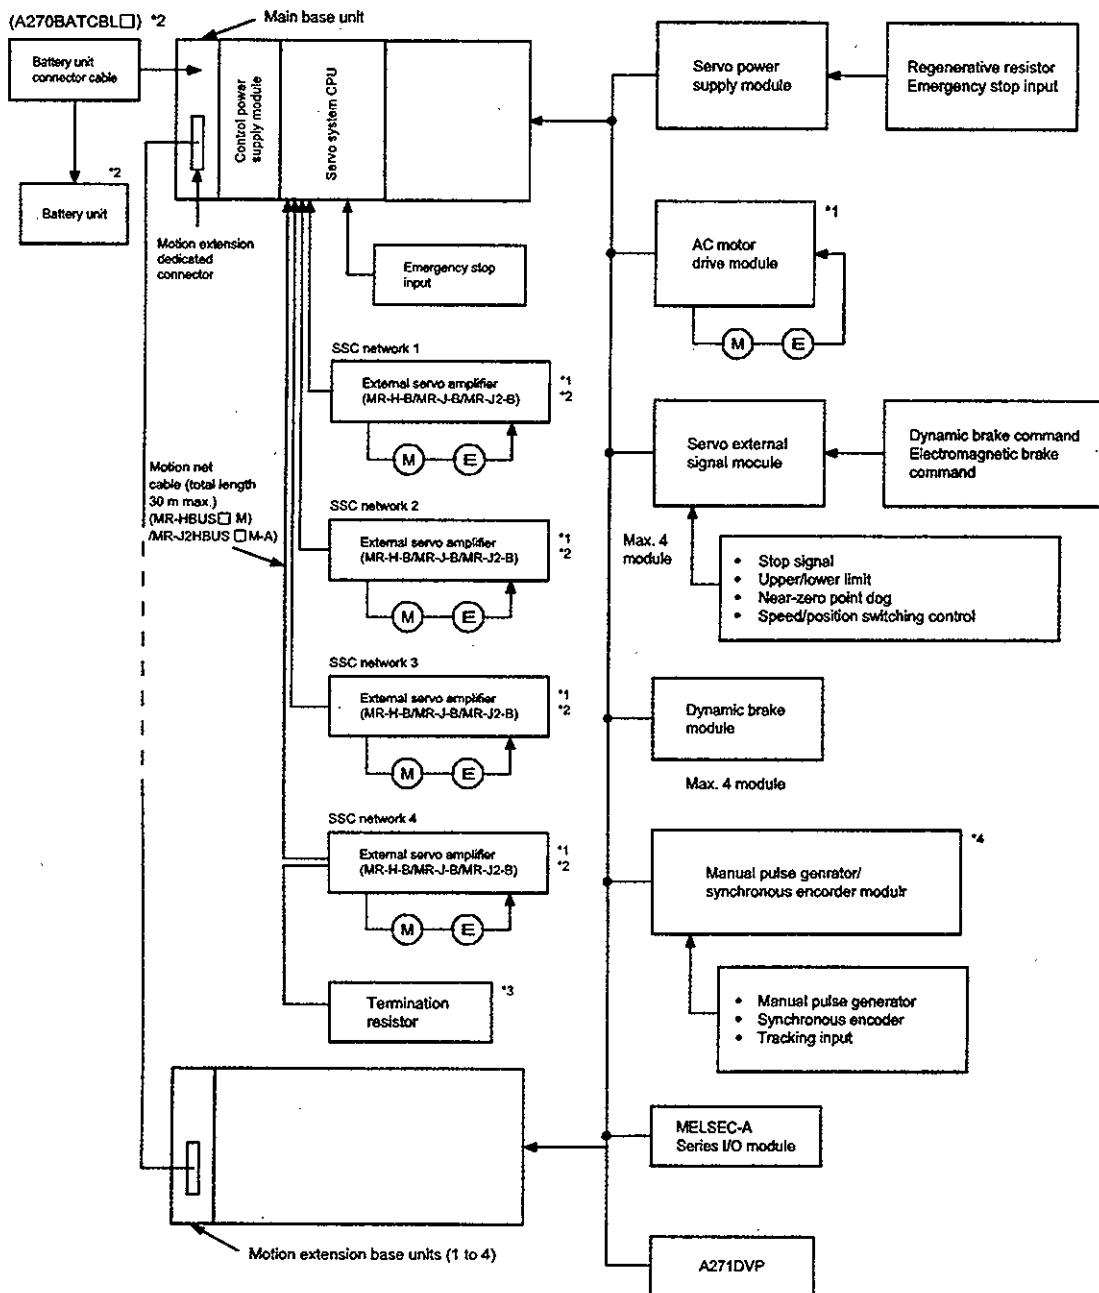 (A270BATCBL□) *2
Main base unit
Battery unit
connector cable
Control power
supply module
Servo system CPU
*2
Battery unit
Motion extension
dedicated
connector
Emergency stop
input
SSC network 1
External servo amplifier
(MR-H-B/MR-J-B/MR-J2-B)
*1
*2
M
E
Motion net
cable (total length
30 m max.)
(MR-HBUS□ M)
/MR-J2HBUS □M-A)
SSC network 2
External servo amplifier
(MR-H-B/MR-J-B/MR-J2-B)
*1
*2
M
E
SSC network 3
External servo amplifier
(MR-H-B/MR-J-B/MR-J2-B)
*1
*2
M
E
SSC network 4
External servo amplifier
(MR-H-B/MR-J-B/MR-J2-B)
*1
*2
M
E
Termination
resistor
*3
Motion extension base units (1 to 4)
Servo power
supply module
Regenerative resistor
Emergency stop input
AC motor
drive module
*1
M
E
Servo external
signal mocule
Dynamic brake command
Electromagnetic brake
command
Max. 4
module
• Stop signal
• Upper/lower limit
• Near-zero point dog
• Speed/position switching control
Dynamic brake
module
Max. 4 module
Manual pulse genrator/
synchronous encorder modulr
*4
• Manual pulse generator
• Synchronous encoder
• Tracking input
MELSEC-A
Series I/O module
A271DVP